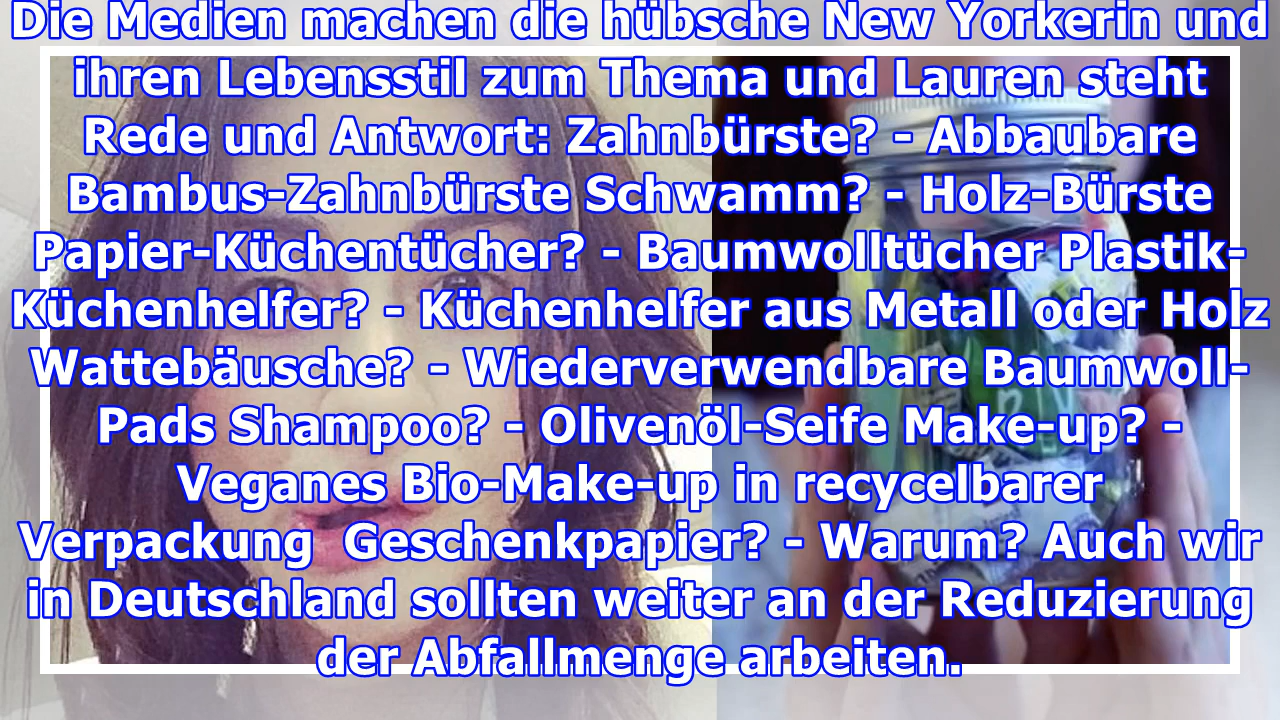 Die Medien machen die hübsche New Yorkerin und
ihren Lebensstil zum Thema und Lauren steht
Rede und Antwort: Zahnbürste? - Abbaubare
Bambus-Zahnbürste Schwamm? - Holz-Bürste
Papier-Küchentücher? - Baumwolltücher Plastik-
Küchenhelfer? - Küchenhelfer aus Metall oder Holz
Wattebäusche? - Wiederverwendbare Baumwoll-
Pads Shampoo? - Olivenöl-Seife Make-up? -
Veganes Bio-Make-up in recycelbarer
Verpackung  Geschenkpapier? - Warum? Auch wir
in Deutschland sollten weiter an der Reduzierung
der Abfallmenge arbeiten.